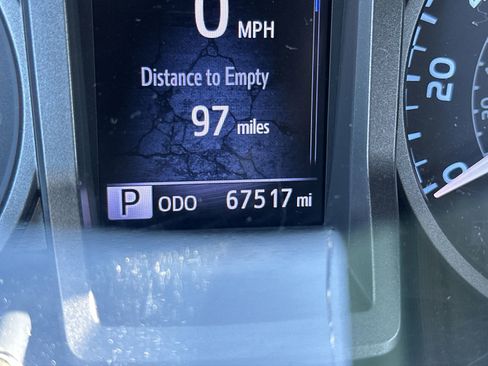 0 MPH
Distance to Empty
97 miles
P ODO 67517 mi
20
0